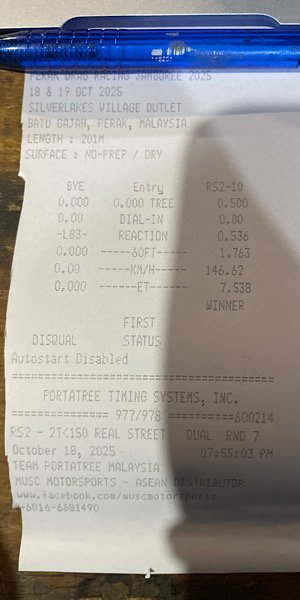 PERAK DRAG RACING JAMBOREE 2025
18 & 19 OCT 2025
SILVERLAKES VILLAGE OUTLET
BATU GAJAH, PERAK, MALAYSIA
LENGTH : 201M
SURFACE : NO-PREP / DRY
BYE Entry RS2-10
0.000 0.000 TREE 0.500
0.00 DIAL-IN 0.00
-LB3- REACTION 0.536
0.000 ------60FT------ 1.763
0.00 ------KM/H------ 146.62
0.000 -------ET------- 7.538
WINNER
FIRST
DISQUAL STATUS
Autostart Disabled
========================================
PORTATREE TIMING SYSTEMS, INC.
=============== 977/978 ==========600214
RS2 - 2T<150 REAL STREET QUAL RND 7
October 18, 2025 07:55:03 PM
TEAM PORTATREE MALAYSIA
MUSC MOTORSPORTS - ASEAN DISTRIBUTOR
www.facebook.com/muscmotorsports
+6016-6681490